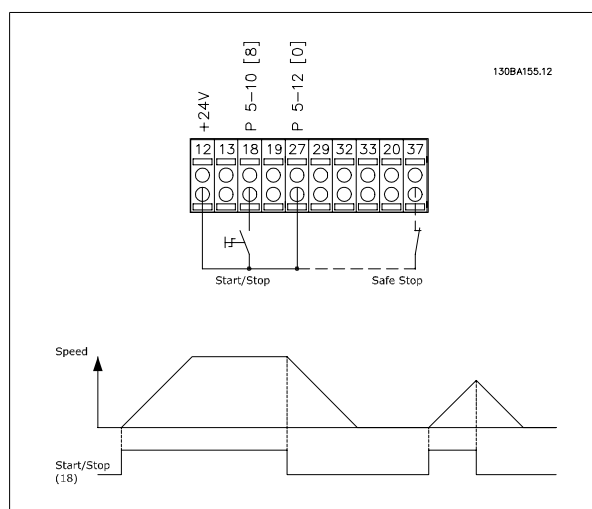 130BA155.12
+24V
P 5-10 [8]
P 5-12 [0]
12 13 18 19 27 29 32 33 20 37
Start/Stop
Safe Stop
Speed
Start/Stop
(18)